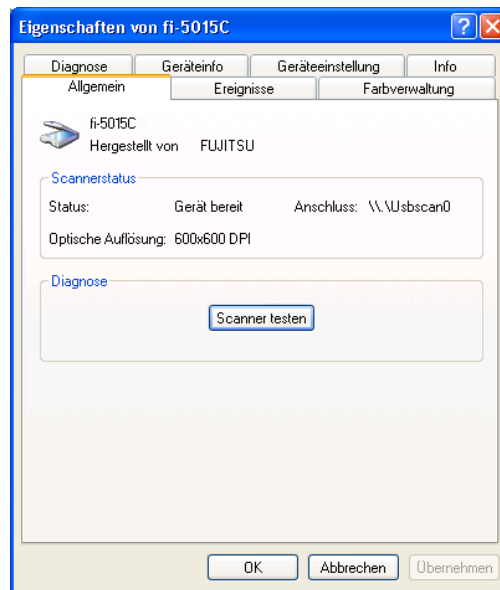 Eigenschaften von fi-5015C
Diagnose Geräteinfo Geräteeinstellung Info
Allgemein Ereignisse Farbverwaltung
fi-5015C
Hergestellt von FUJITSU
Scannerstatus
Status: Gerät bereit Anschluss: \\.\Usbscan0
Optische Auflösung: 600x600 DPI
Diagnose
Scanner testen
OK Abbrechen Übernehmen